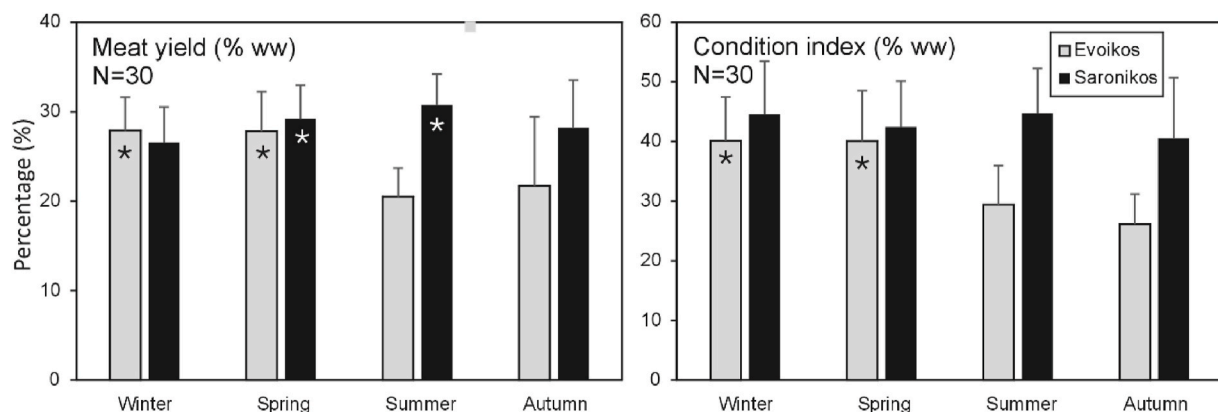 Meat yield (% ww)
N=30
Percentage (%)
40
30
20
10
0
*
*
*
*
Winter
Spring
Summer
Autumn
Condition index (% ww)
N=30
Evoikos
Saronikos
60
50
40
30
20
10
0
*
*
Winter
Spring
Summer
Autumn